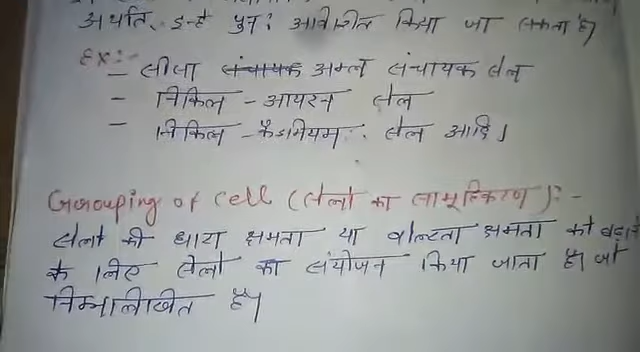 अर्थात, इन्हे पुन: आवेशीत किया जा सकता है।
Ex:-
- सीसा संचायक अम्ल संचायक सेल
- निकिल - आयरन सेल
- निकिल - कैडमियम सेल आदि।
Grouping of cell (सेलो का सामूहिकरण):-
सेलो की धारा क्षमता या वोल्टता क्षमता को बढ़ाने
के लिए सेलो का संयोजन किया जाता है। जो
निम्नलिखित है।